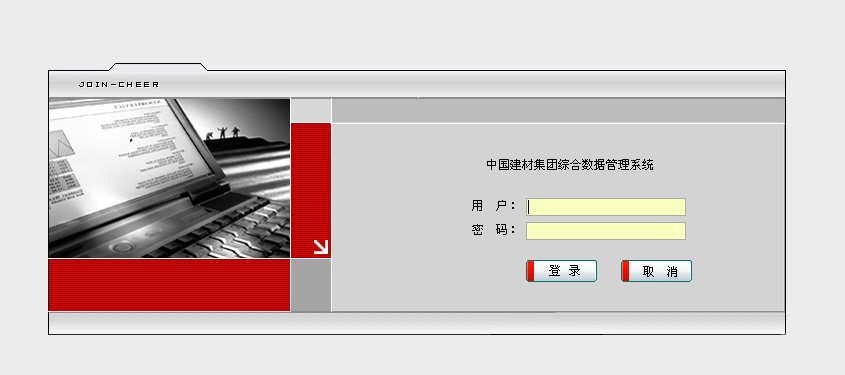 JOIN-CHEER
中国建材集团综合数据管理系统
用 户：
密 码：
登 录
取 消